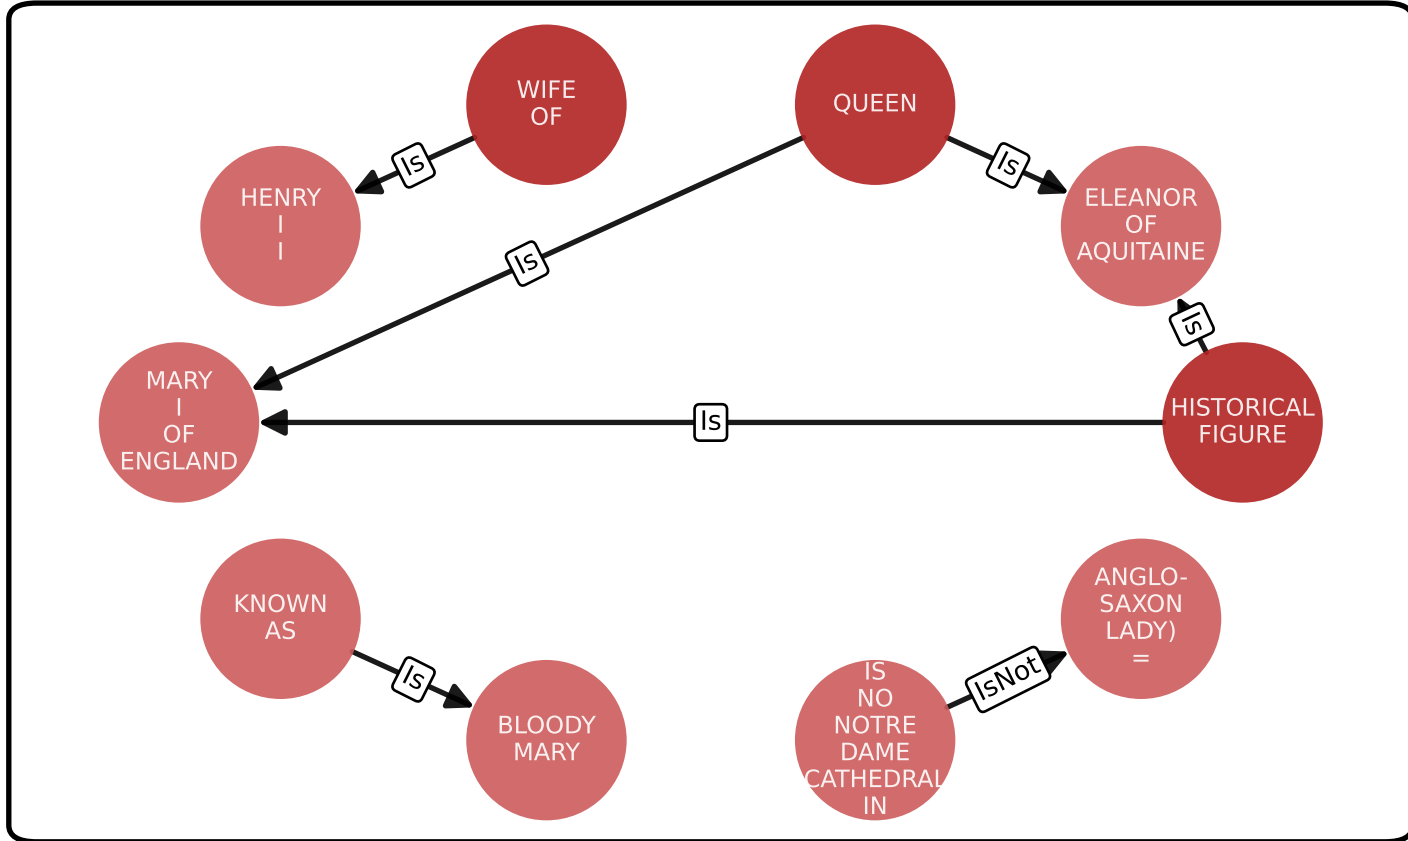 WIFE
OF
QUEEN
Is
Is
HENRY
I
I
ELEANOR
OF
AQUITAINE
Is
Is
MARY
I
OF
ENGLAND
Is
HISTORICAL
FIGURE
KNOWN
AS
ANGLO-
SAXON
LADY)
=
Is
IsNot
BLOODY
MARY
IS
NO
NOTRE
DAME
CATHEDRAL
IN